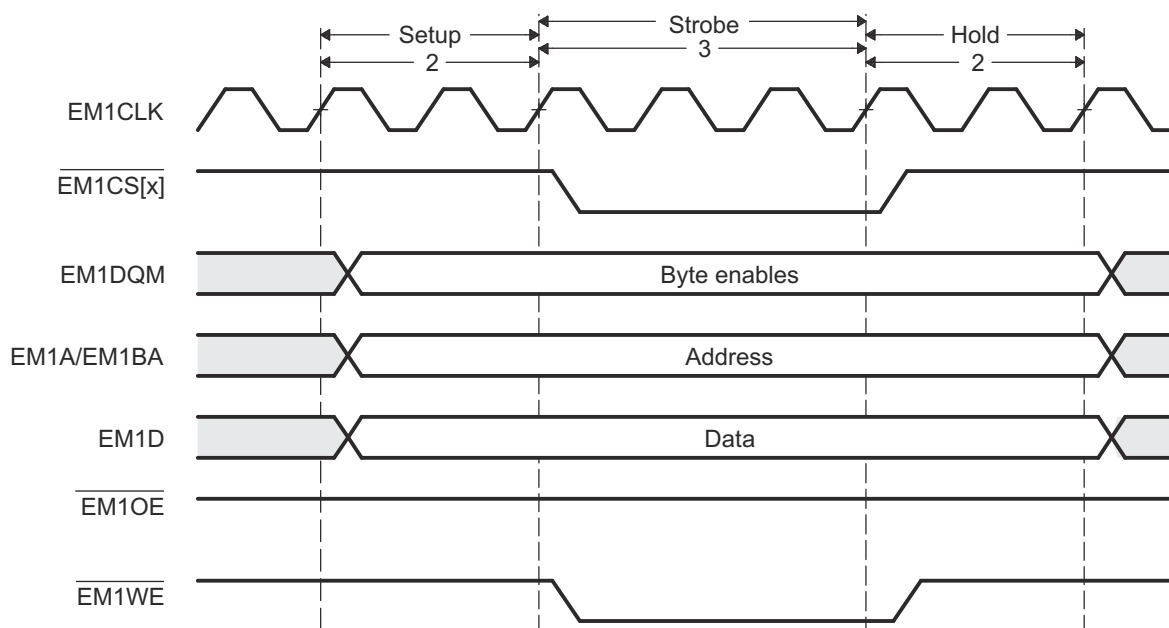 Setup
Strobe
Hold
2
3
2
EM1CLK
EM1CS[x]
EM1DQM
Byte enables
EM1A/EM1BA
Address
EM1D
Data
EM1OE
EM1WE